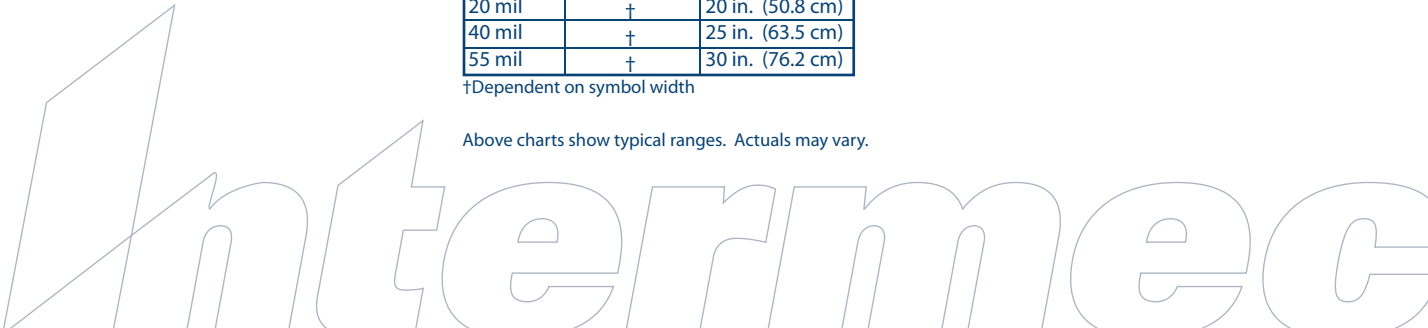 20 mil † 20 in. (50.8 cm)
40 mil † 25 in. (63.5 cm)
55 mil † 30 in. (76.2 cm)
†Dependent on symbol width
Above charts show typical ranges. Actuals may vary.
Intermec